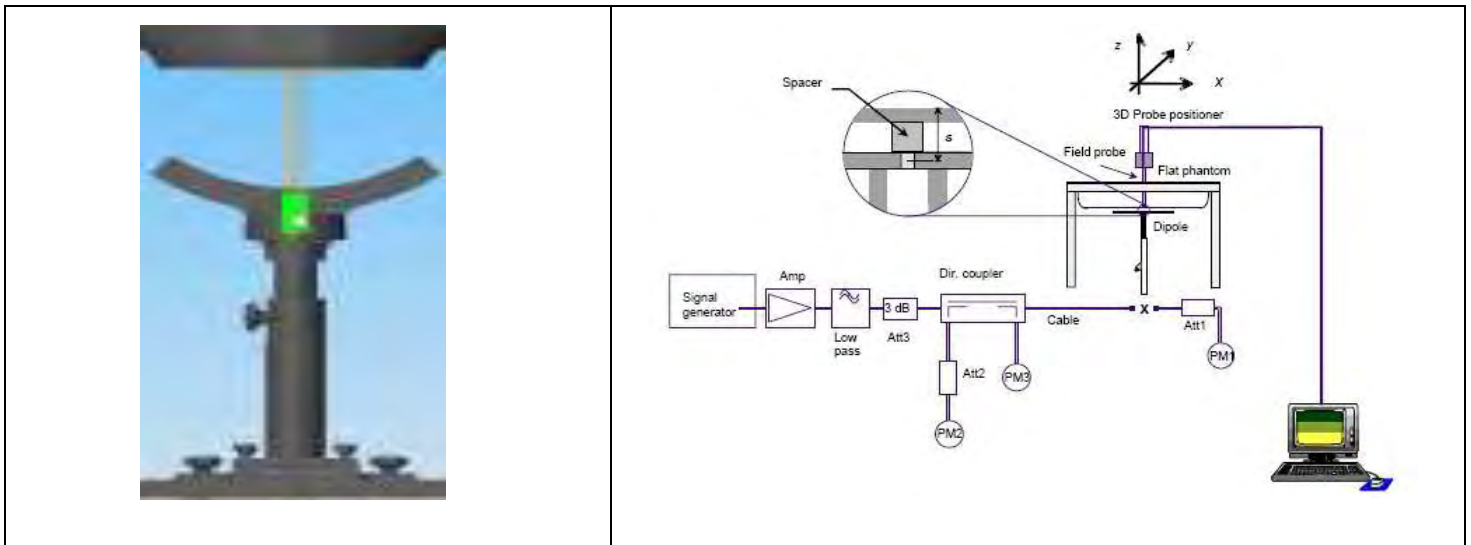 z
y
X
Spacer
s
3D Probe positioner
Field probe
Flat phantom
Dipole
Signal
generator
Amp
Low
pass
3 dB
Att3
Dir. coupler
Cable
X
Att1
PM1
Att2
PM3
PM2